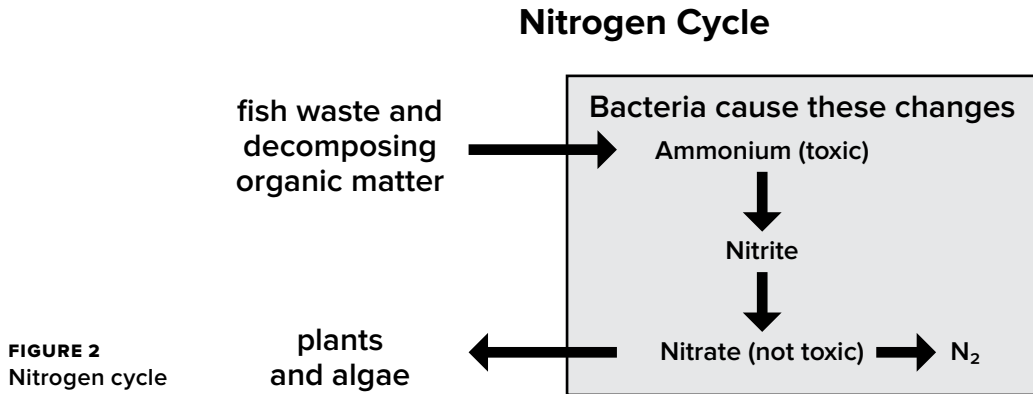 Nitrogen Cycle
fish waste and
decomposing
organic matter
Bacteria cause these changes
Ammonium (toxic)
Nitrite
Nitrate (not toxic)
N₂
plants
and algae
FIGURE 2
Nitrogen cycle